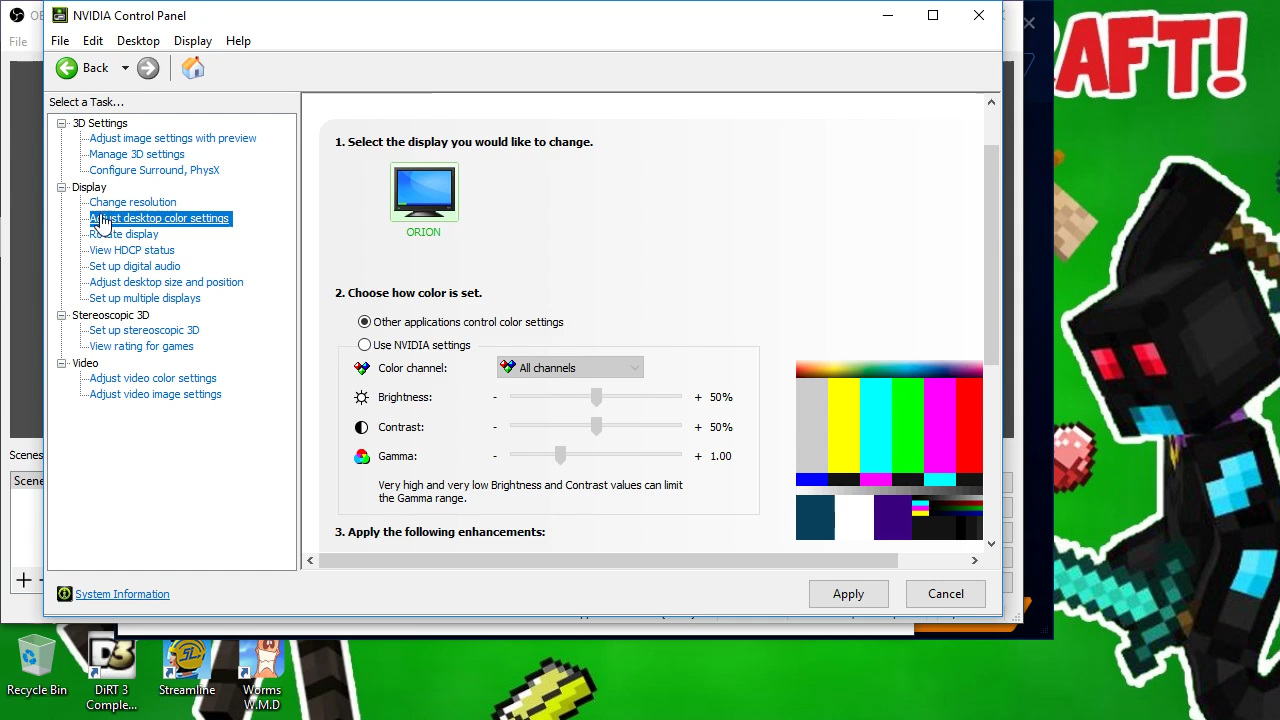 OB
NVIDIA Control Panel
File
File Edit Desktop Display Help
Back
Select a Task...
3D Settings
Adjust image settings with preview
Manage 3D settings
Configure Surround, PhysX
Display
Change resolution
Adjust desktop color settings
Rotate display
View HDCP status
Set up digital audio
Adjust desktop size and position
Set up multiple displays
Stereoscopic 3D
Set up stereoscopic 3D
View rating for games
Video
Adjust video color settings
Adjust video image settings
System Information
1. Select the display you would like to change.
ORION
2. Choose how color is set.
Other applications control color settings
Use NVIDIA settings
Color channel: All channels
Brightness: - + 50%
Contrast: - + 50%
Gamma: - + 1.00
Very high and very low Brightness and Contrast values can limit
the Gamma range.
3. Apply the following enhancements:
Apply Cancel
Scenes
Scene
AFT!
Recycle Bin
DiRT 3
Comple...
Streamline
Worms
W.M.D